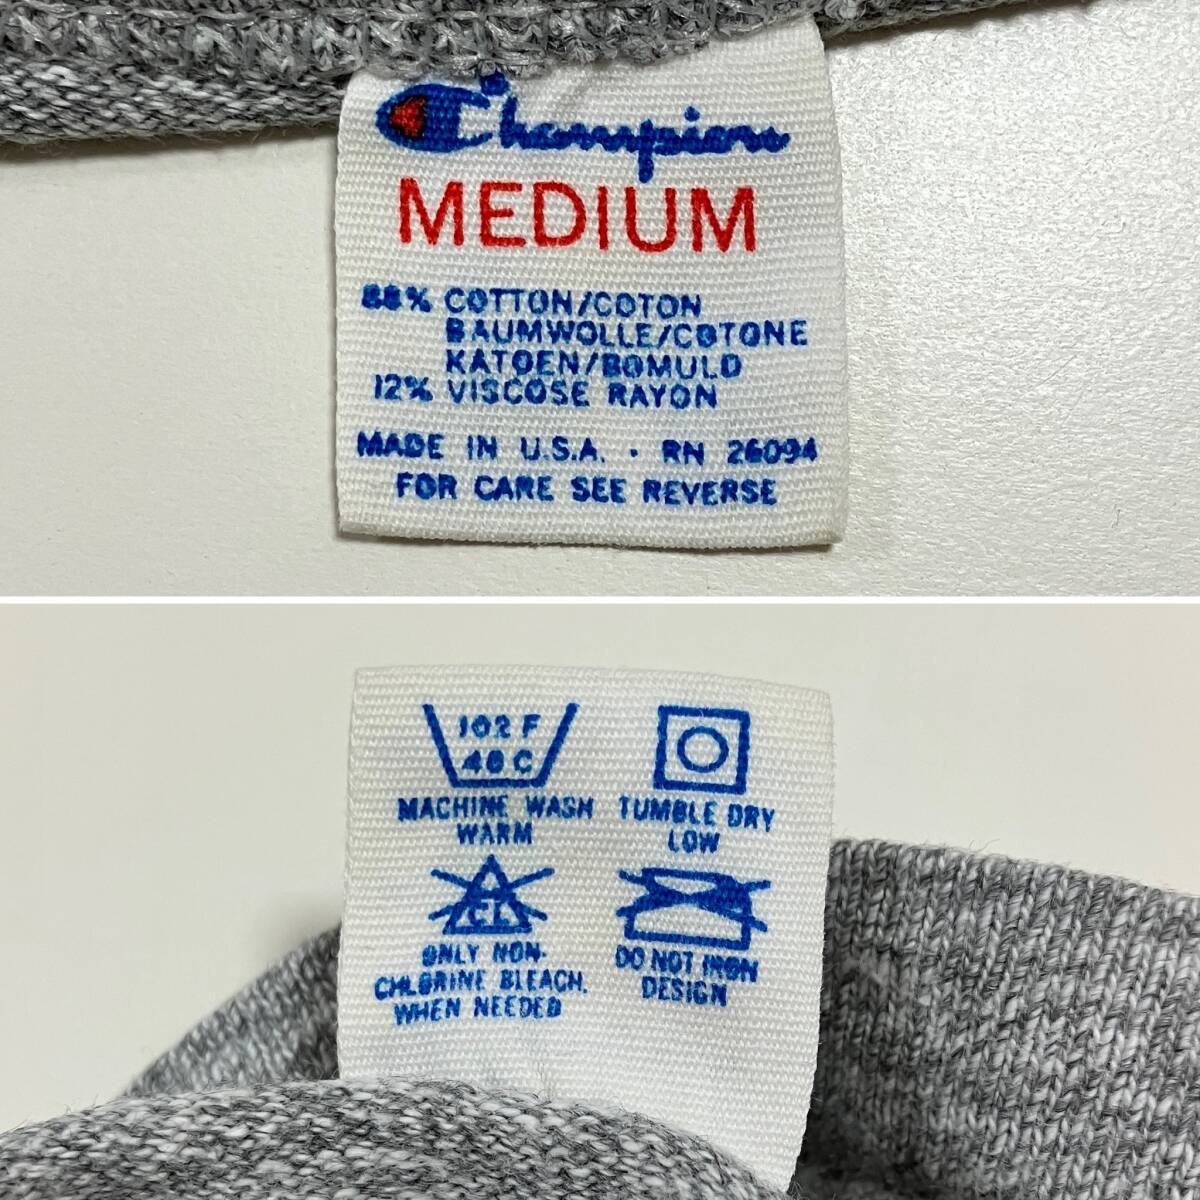 Champion
MEDIUM
88% COTTON/COTON
BAUMWOLLE/COTONE
KATOEN/BOMULD
12% VISCOSE RAYON
MADE IN U.S.A. · RN 26094
FOR CARE SEE REVERSE
102 F
40 C
MACHINE WASH
WARM
TUMBLE DRY
LOW
CL
ONLY NON-
CHLORINE BLEACH.
WHEN NEEDED
DO NOT IRON
DESIGN